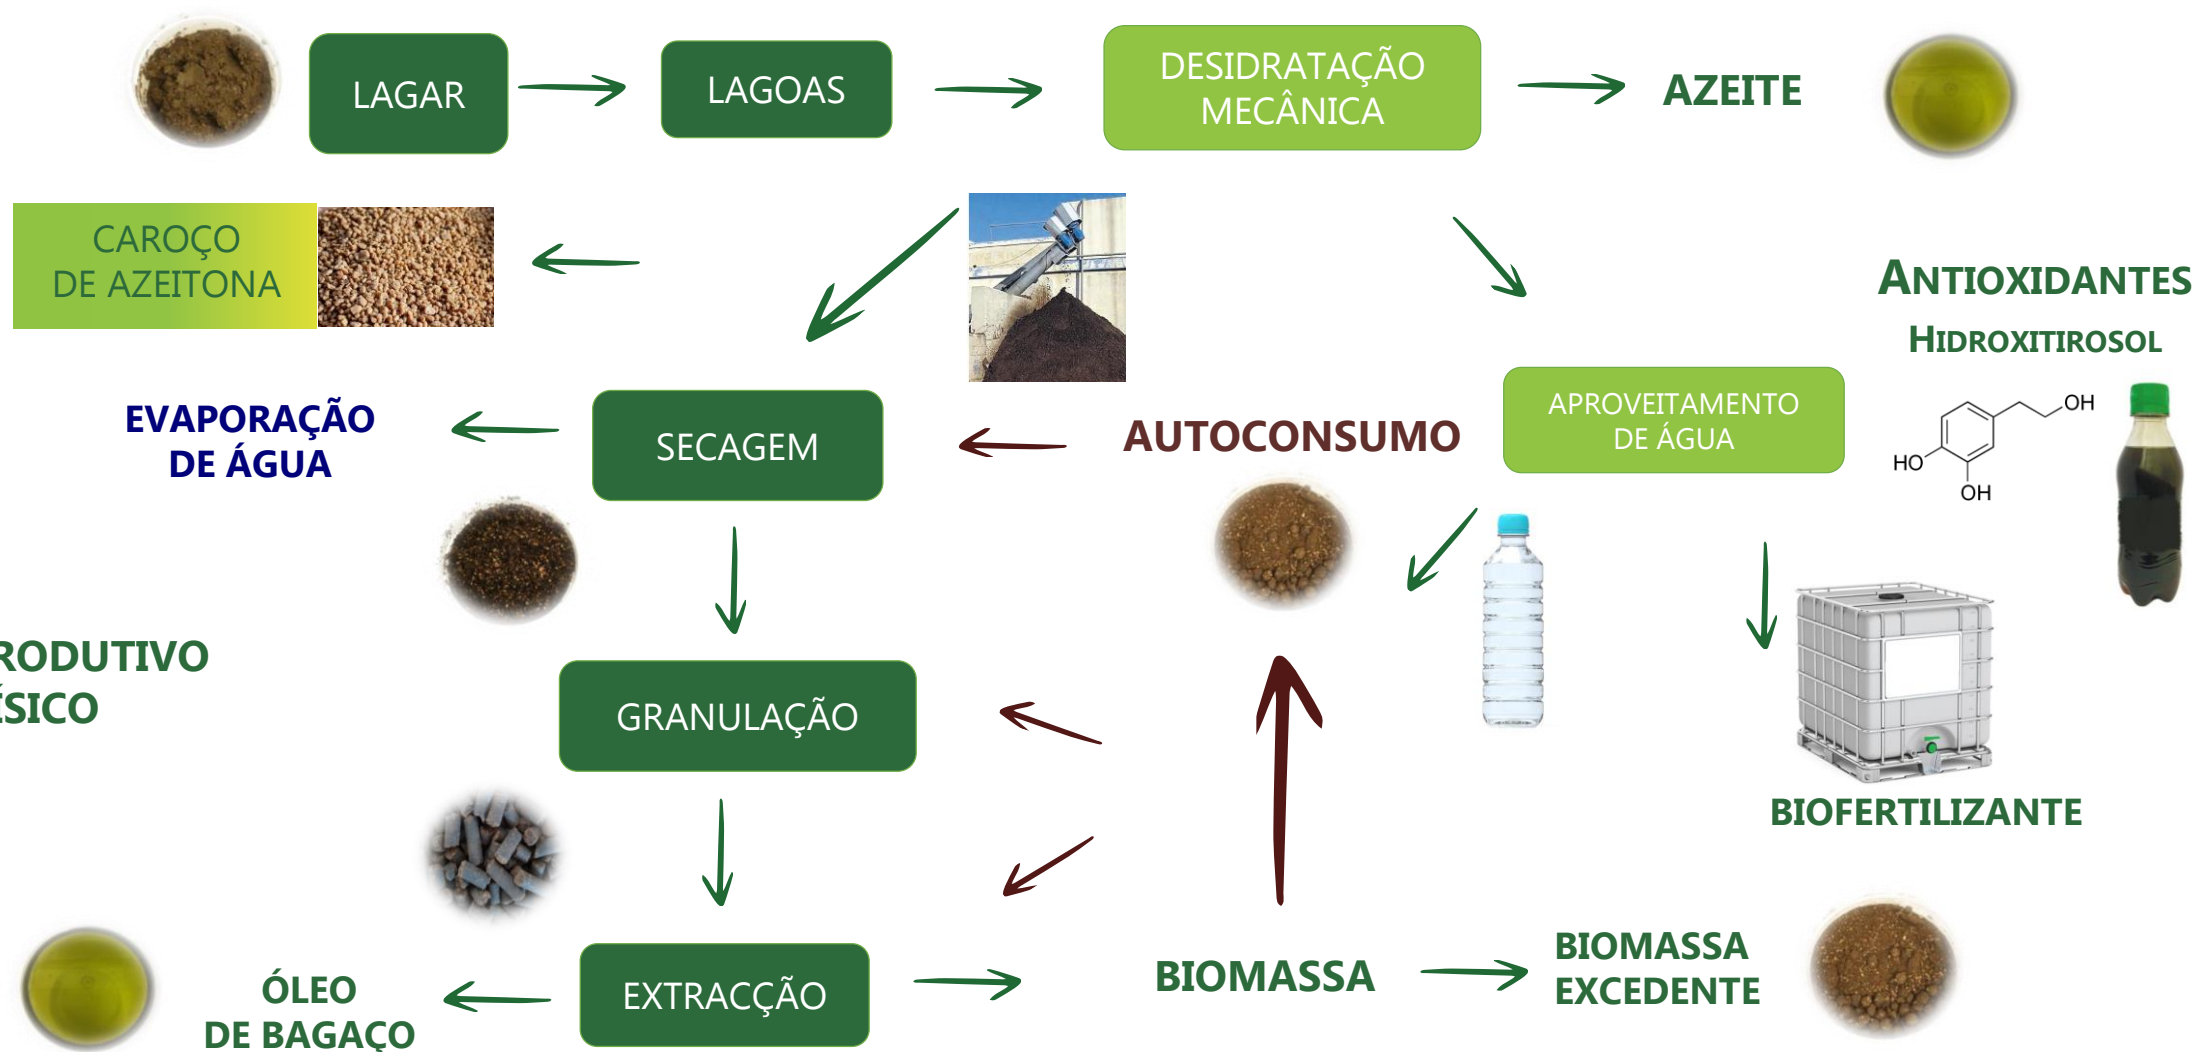 LAGAR
LAGOAS
DESIDRATAÇÃO
MECÂNICA
AZEITE
CAROÇO
DE AZEITONA
ANTIOXIDANTES
HIDROXITIROSOL
EVAPORAÇÃO
DE ÁGUA
SECAGEM
AUTOCONSUMO
APROVEITAMENTO
DE ÁGUA
OH
HO
OH
RODUTIVO
ÍSICO
GRANULAÇÃO
BIOFERTILIZANTE
ÓLEO
DE BAGAÇO
EXTRACÇÃO
BIOMASSA
BIOMASSA
EXCEDENTE